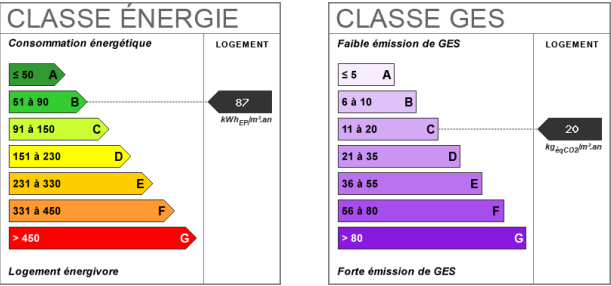 CLASSE ÉNERGIE
Consommation énergétique
LOGEMENT
≤ 50 A
51 à 90 B
87
kWhEP/m².an
91 à 150 C
151 à 230 D
231 à 330 E
331 à 450 F
> 450 G
Logement énergivore
CLASSE GES
Faible émission de GES
LOGEMENT
≤ 5 A
6 à 10 B
11 à 20 C
20
kgéqCO2/m².an
21 à 35 D
36 à 55 E
56 à 80 F
> 80 G
Forte émission de GES